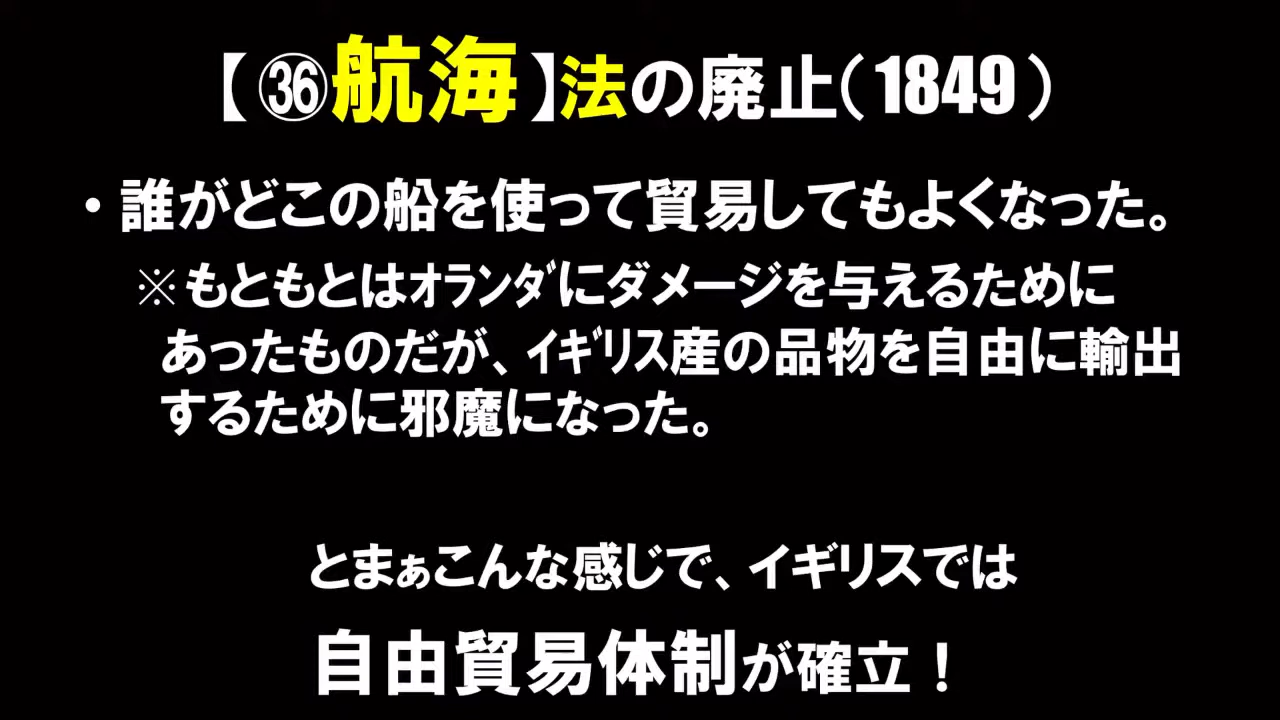 【㊱航海】法の廃止(1849)
・誰がどこの船を使って貿易してもよくなった。
※もともとはｵﾗﾝﾀﾞにダメージを与えるために
あったものだが、ｲｷﾞﾘｽ産の品物を自由に輸出
するために邪魔になった。
とまぁこんな感じで、イギリスでは
自由貿易体制が確立！